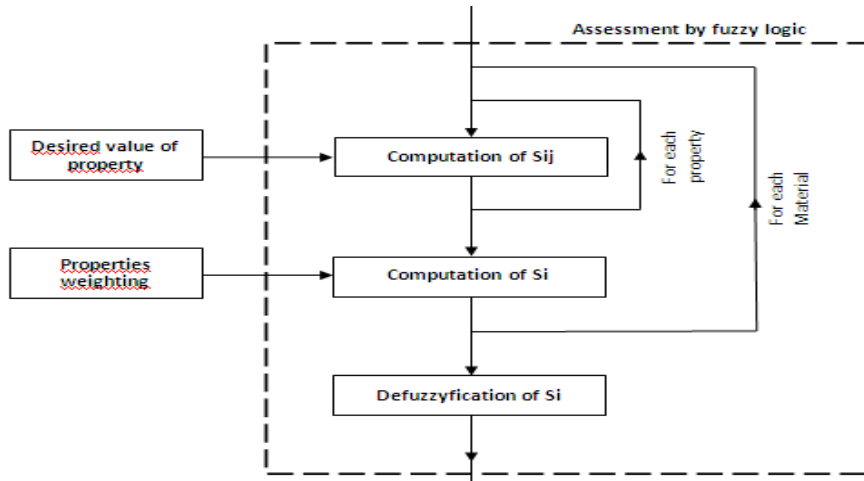 Assessment by fuzzy logic
Desired value of
property
Computation of Sij
For each
property
For each
Material
Properties
weighting
Computation of Si
Defuzzyfication of Si